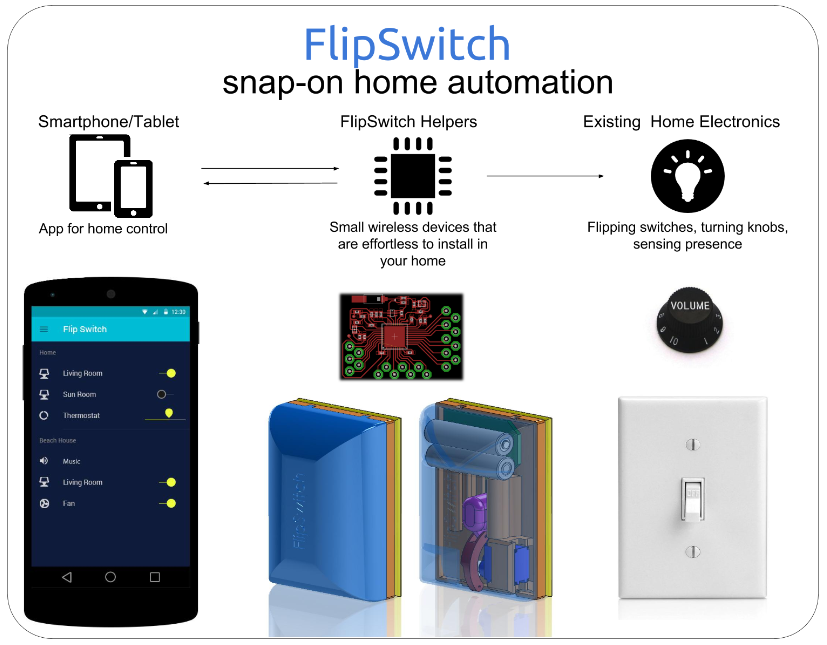 FlipSwitch
snap-on home automation
Smartphone/Tablet
FlipSwitch Helpers
Existing Home Electronics
App for home control
Small wireless devices that
are effortless to install in
your home
Flipping switches, turning knobs,
sensing presence
12:30
Flip Switch
Home
Living Room
Sun Room
Thermostat
Beach House
Music
Living Room
Fan
FlipSwitch
VOLUME
10
1